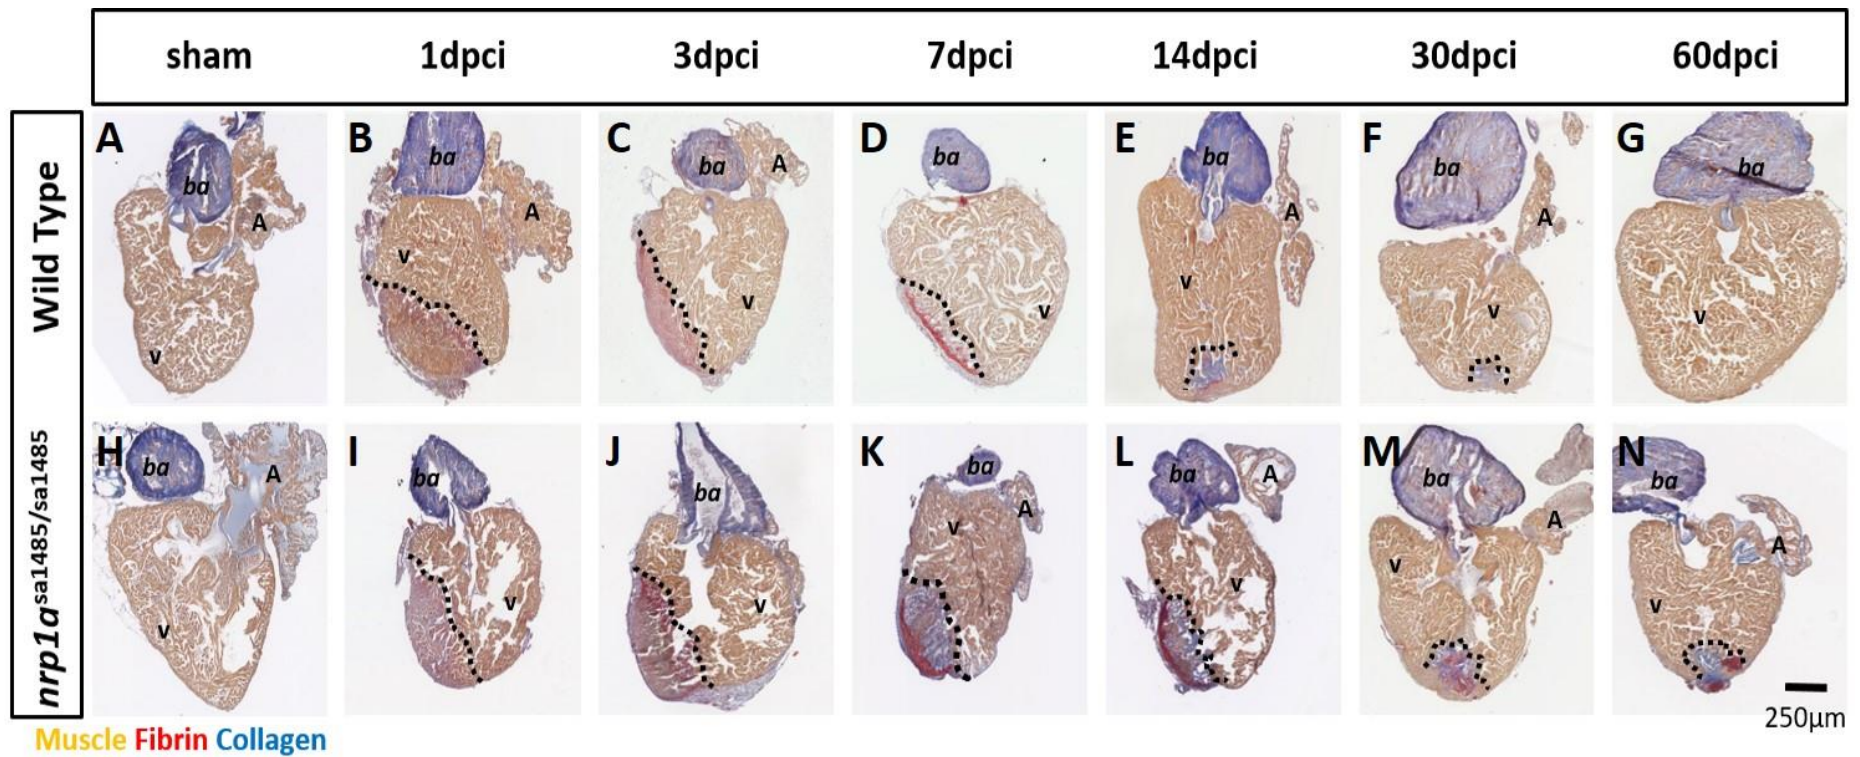 sham 1dpci 3dpci 7dpci 14dpci 30dpci 60dpci
Wild Type
A ba A v
B ba A v
C ba A v
D ba v
E ba A v
F ba A v
G ba v
nrp1a^sa1485/sa1485
H ba A v
I ba v
J ba v
K ba A v
L ba A v
M ba A v
N ba A v
250µm
Muscle Fibrin Collagen